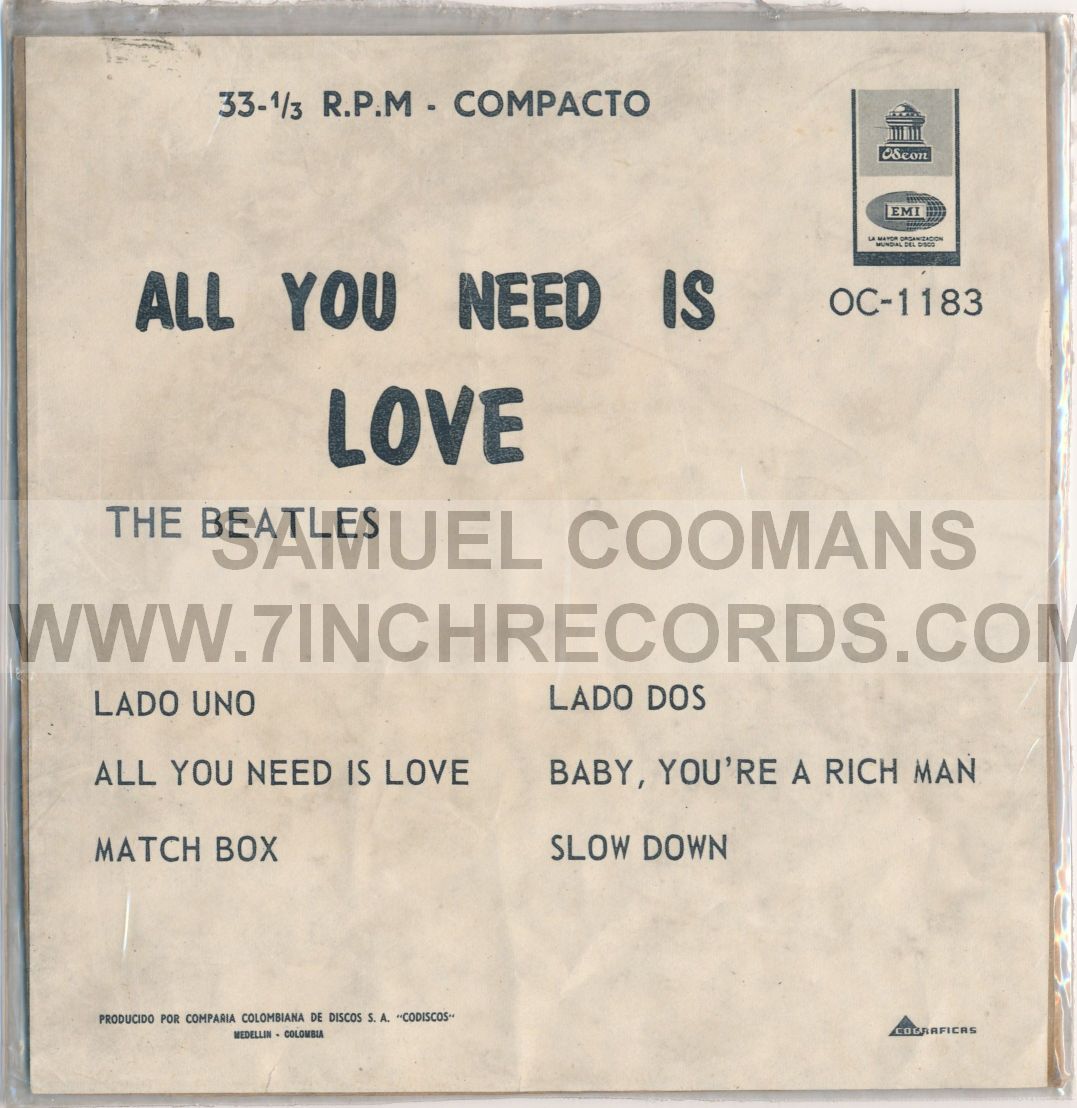 33-1/3 R.P.M - COMPACTO
Odeon
EMI
LA MAYOR ORGANIZACION
MUNDIAL DEL DISCO
OC-1183
ALL YOU NEED IS
LOVE
THE BEATLES
SAMUEL COOMANS
WWW.7INCHRECORDS.COM
LADO UNO
ALL YOU NEED IS LOVE
MATCH BOX
LADO DOS
BABY, YOU'RE A RICH MAN
SLOW DOWN
PRODUCIDO POR COMPAÑIA COLOMBIANA DE DISCOS S. A. "CODISCOS"
MEDELLIN - COLOMBIA
COGRAFICAS